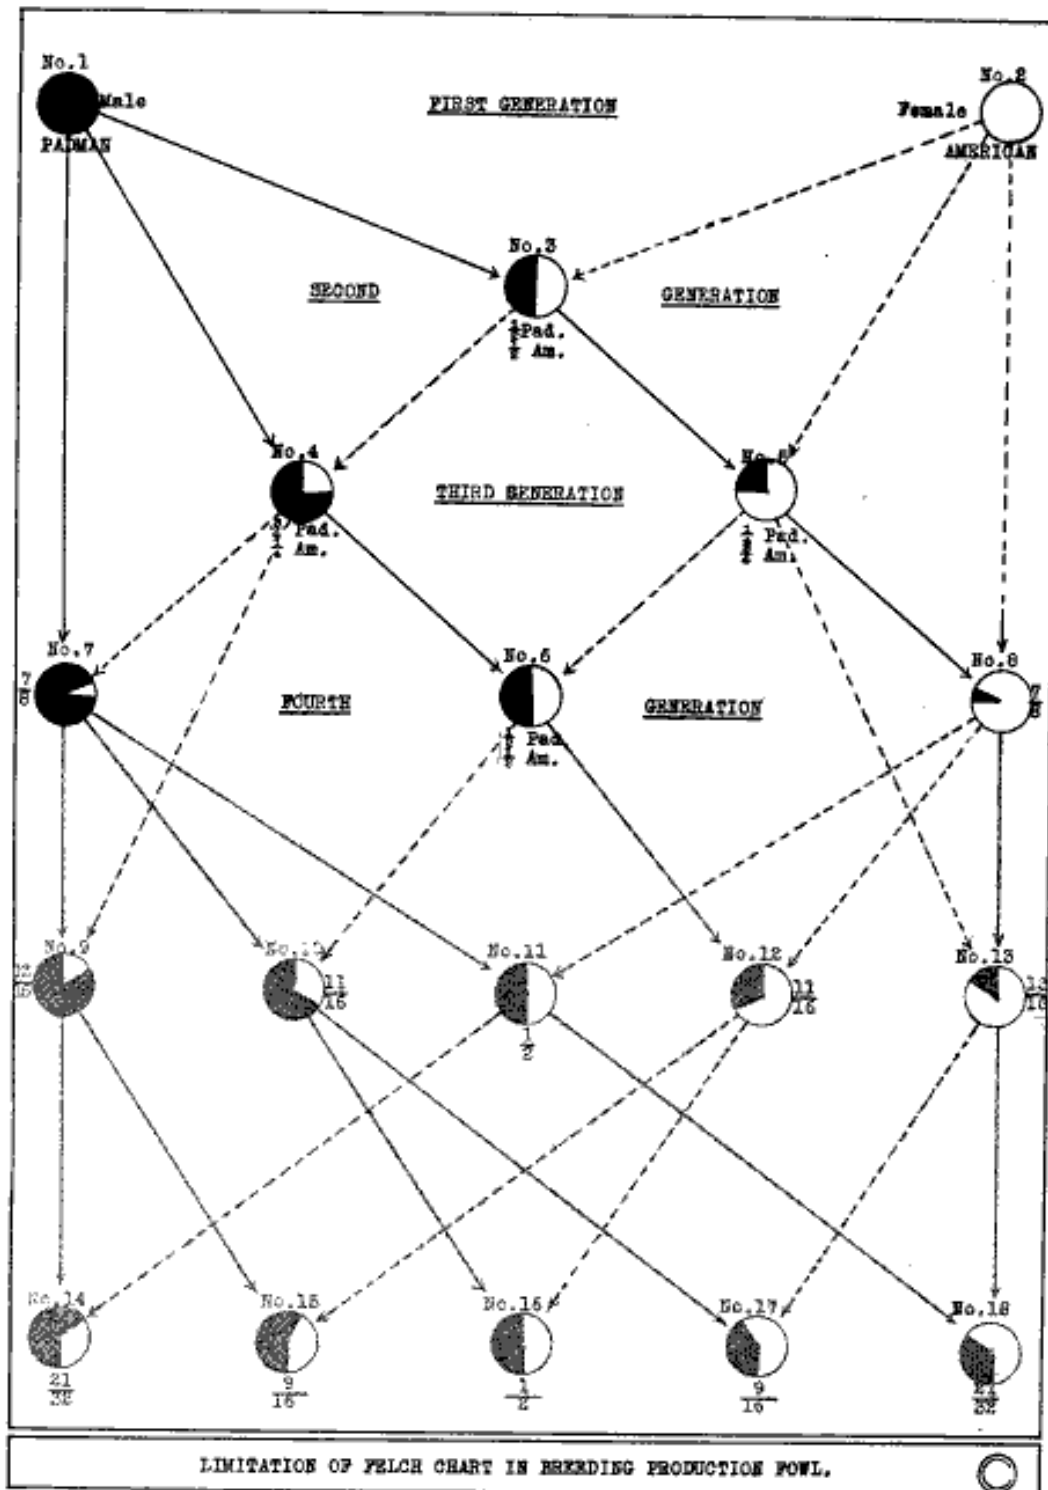 No.1
No.2
Male
FIRST GENERATION
Female
PADMAN
AMERICAN
No.3
SECOND
GENERATION
1/2 Pad.
Am.
No.4
THIRD GENERATION
Pad.
Am.
Pad.
Am.
No.7
No.6
No.8
7/8
FOURTH
GENERATION
7/8
Pad.
Am.
No.9
No.11
No.12
No.13
11/16
11/16
1/2
No.14
No.15
No.16
No.17
No.18
21/32
9/16
1/2
9/16
21/32
LIMITATION OF FELCH CHART IN BREEDING PRODUCTION FOWL.